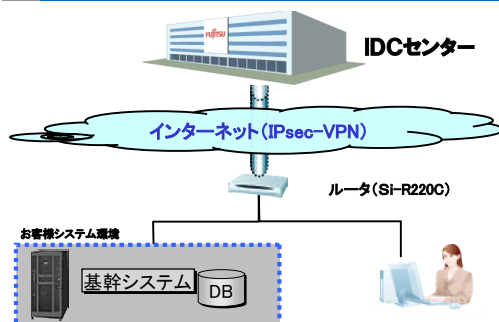 FUJITSU
IDCセンター
インターネット(IPsec-VPN)
ルータ(Si-R220C)
お客様システム環境
基幹システム
DB